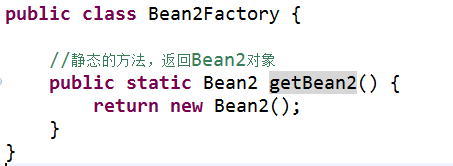 public class Bean2Factory {
//静态的方法，返回Bean2对象
public static Bean2 getBean2() {
return new Bean2();
}
}